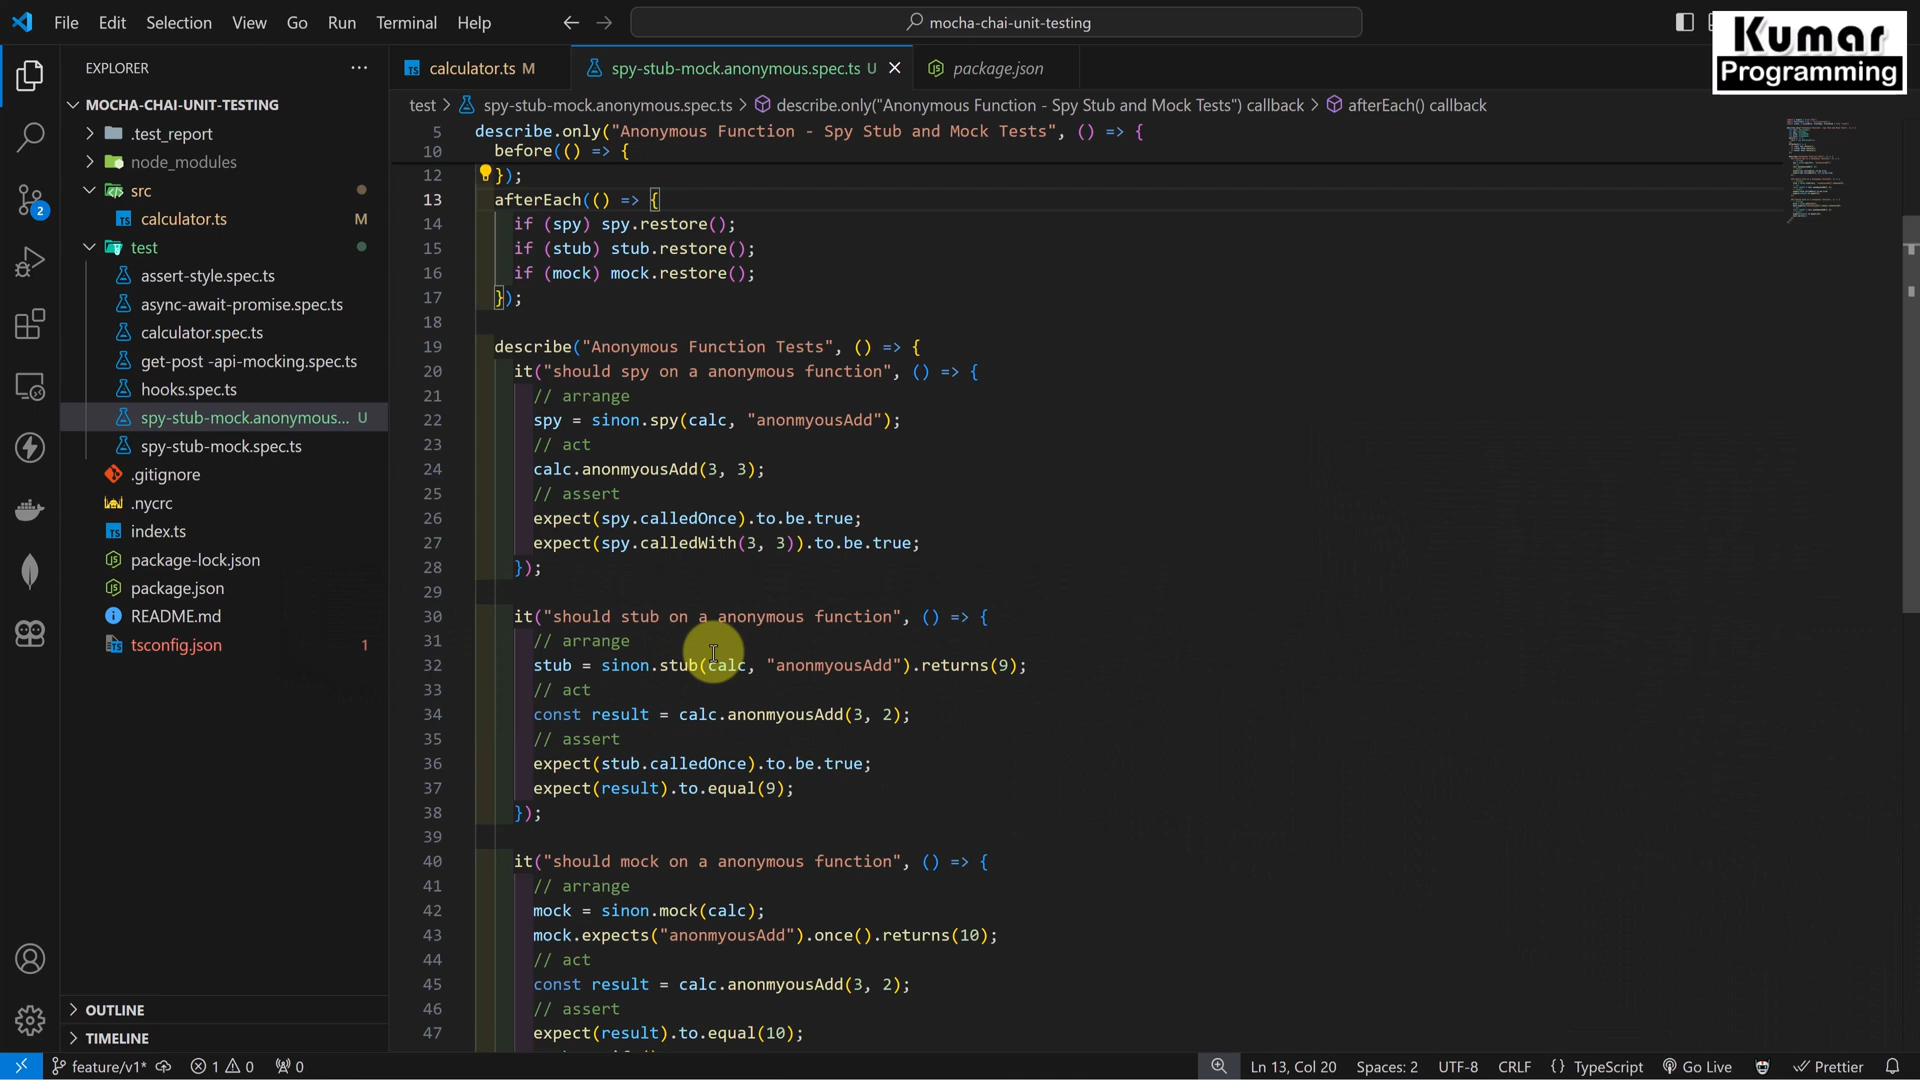 File Edit Selection View Go Run Terminal Help
mocha-chai-unit-testing
Kumar
Programming
EXPLORER
calculator.ts M
spy-stub-mock.anonymous.spec.ts U
package.json
MOCHA-CHAI-UNIT-TESTING
.test_report
node_modules
src
calculator.ts M
test
assert-style.spec.ts
async-await-promise.spec.ts
calculator.spec.ts
get-post -api-mocking.spec.ts
hooks.spec.ts
spy-stub-mock.anonymous... U
spy-stub-mock.spec.ts
.gitignore
.nycrc
index.ts
package-lock.json
package.json
README.md
tsconfig.json 1
OUTLINE
TIMELINE
2
test > spy-stub-mock.anonymous.spec.ts > describe.only("Anonymous Function - Spy Stub and Mock Tests") callback > afterEach() callback
5 describe.only("Anonymous Function - Spy Stub and Mock Tests", () => {
10 before(() => {
12 });
13 afterEach(() => {
14 if (spy) spy.restore();
15 if (stub) stub.restore();
16 if (mock) mock.restore();
17 });
18
19 describe("Anonymous Function Tests", () => {
20 it("should spy on a anonymous function", () => {
21 // arrange
22 spy = sinon.spy(calc, "anonmyousAdd");
23 // act
24 calc.anonmyousAdd(3, 3);
25 // assert
26 expect(spy.calledOnce).to.be.true;
27 expect(spy.calledWith(3, 3)).to.be.true;
28 });
29
30 it("should stub on a anonymous function", () => {
31 // arrange
32 stub = sinon.stub(calc, "anonmyousAdd").returns(9);
33 // act
34 const result = calc.anonmyousAdd(3, 2);
35 // assert
36 expect(stub.calledOnce).to.be.true;
37 expect(result).to.equal(9);
38 });
39
40 it("should mock on a anonymous function", () => {
41 // arrange
42 mock = sinon.mock(calc);
43 mock.expects("anonmyousAdd").once().returns(10);
44 // act
45 const result = calc.anonmyousAdd(3, 2);
46 // assert
47 expect(result).to.equal(10);
feature/v1* 1 0 0 Ln 13, Col 20 Spaces: 2 UTF-8 CRLF {} TypeScript Go Live Prettier